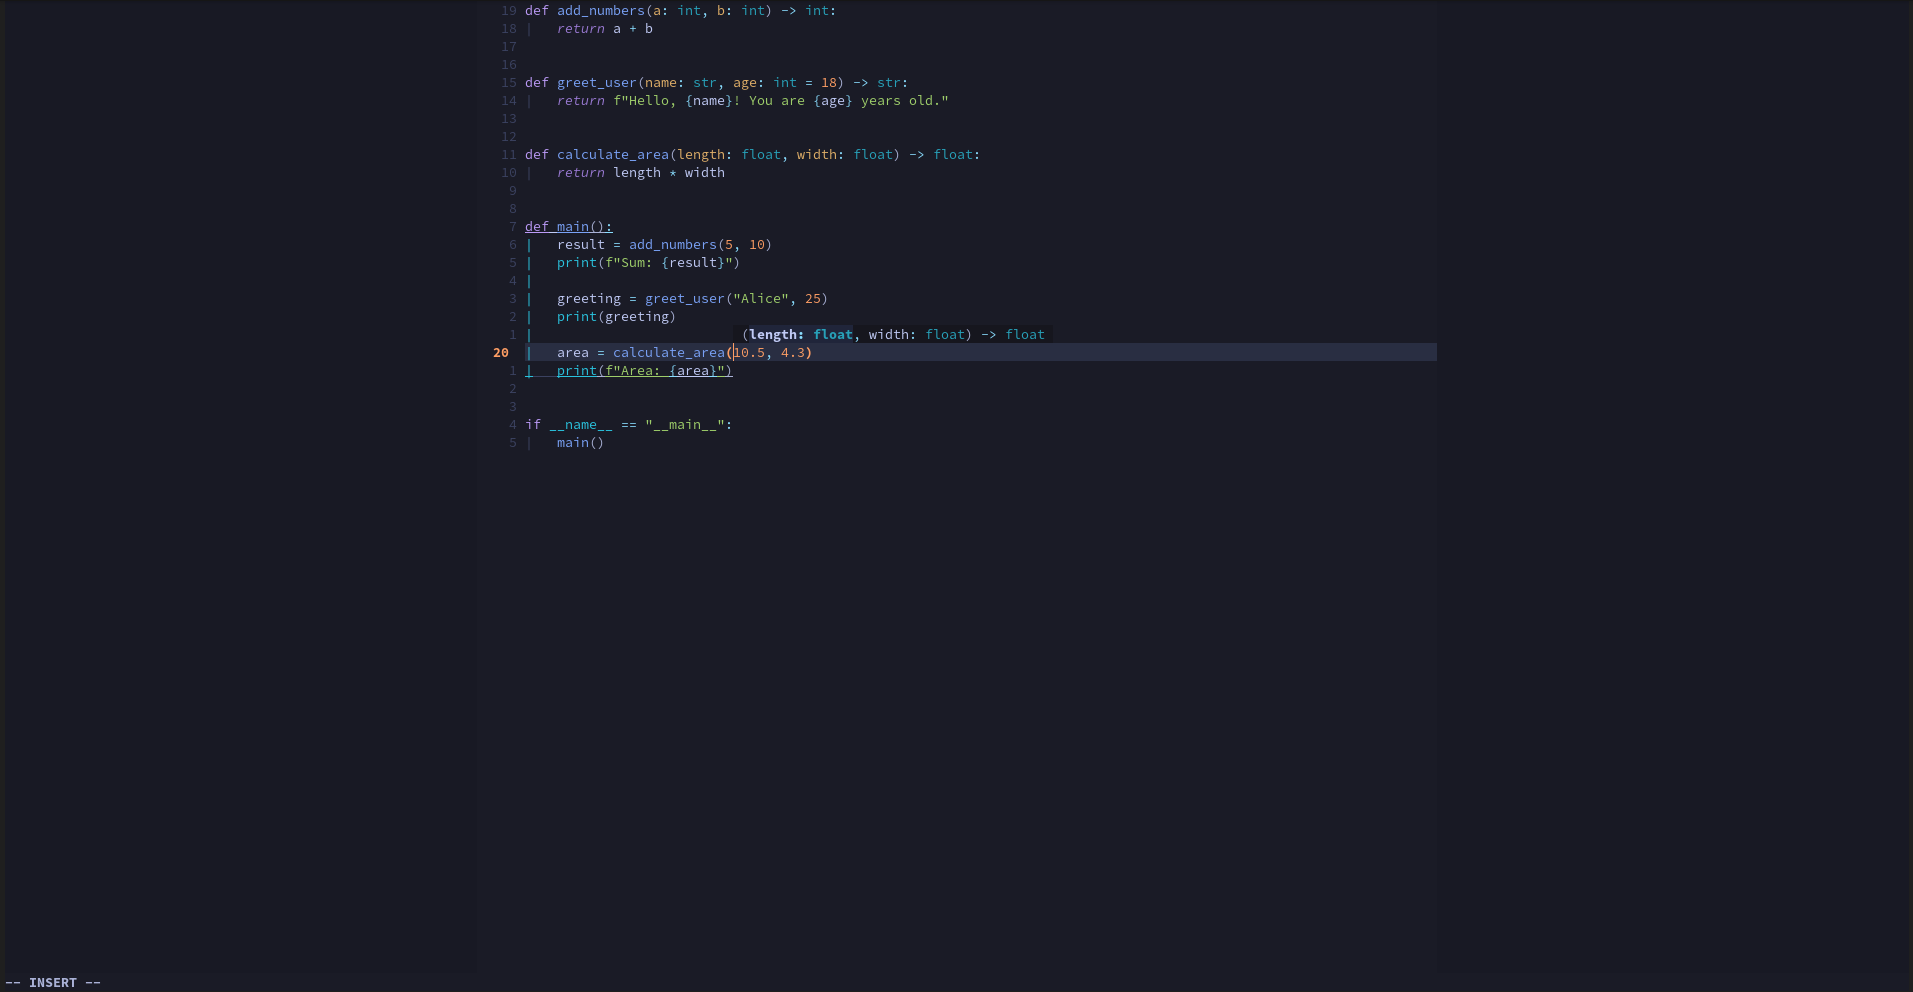 19 def add_numbers(a: int, b: int) -> int:
18 |   return a + b
17
16
15 def greet_user(name: str, age: int = 18) -> str:
14 |   return f"Hello, {name}! You are {age} years old."
13
12
11 def calculate_area(length: float, width: float) -> float:
10 |   return length * width
9
8
7 def main():
6 |   result = add_numbers(5, 10)
5 |   print(f"Sum: {result}")
4 |
3 |   greeting = greet_user("Alice", 25)
2 |   print(greeting)
1 |   (length: float, width: float) -> float
20 |   area = calculate_area(10.5, 4.3)
1 |   print(f"Area: {area}")
2
3
4 if __name__ == "__main__":
5 |   main()
-- INSERT --